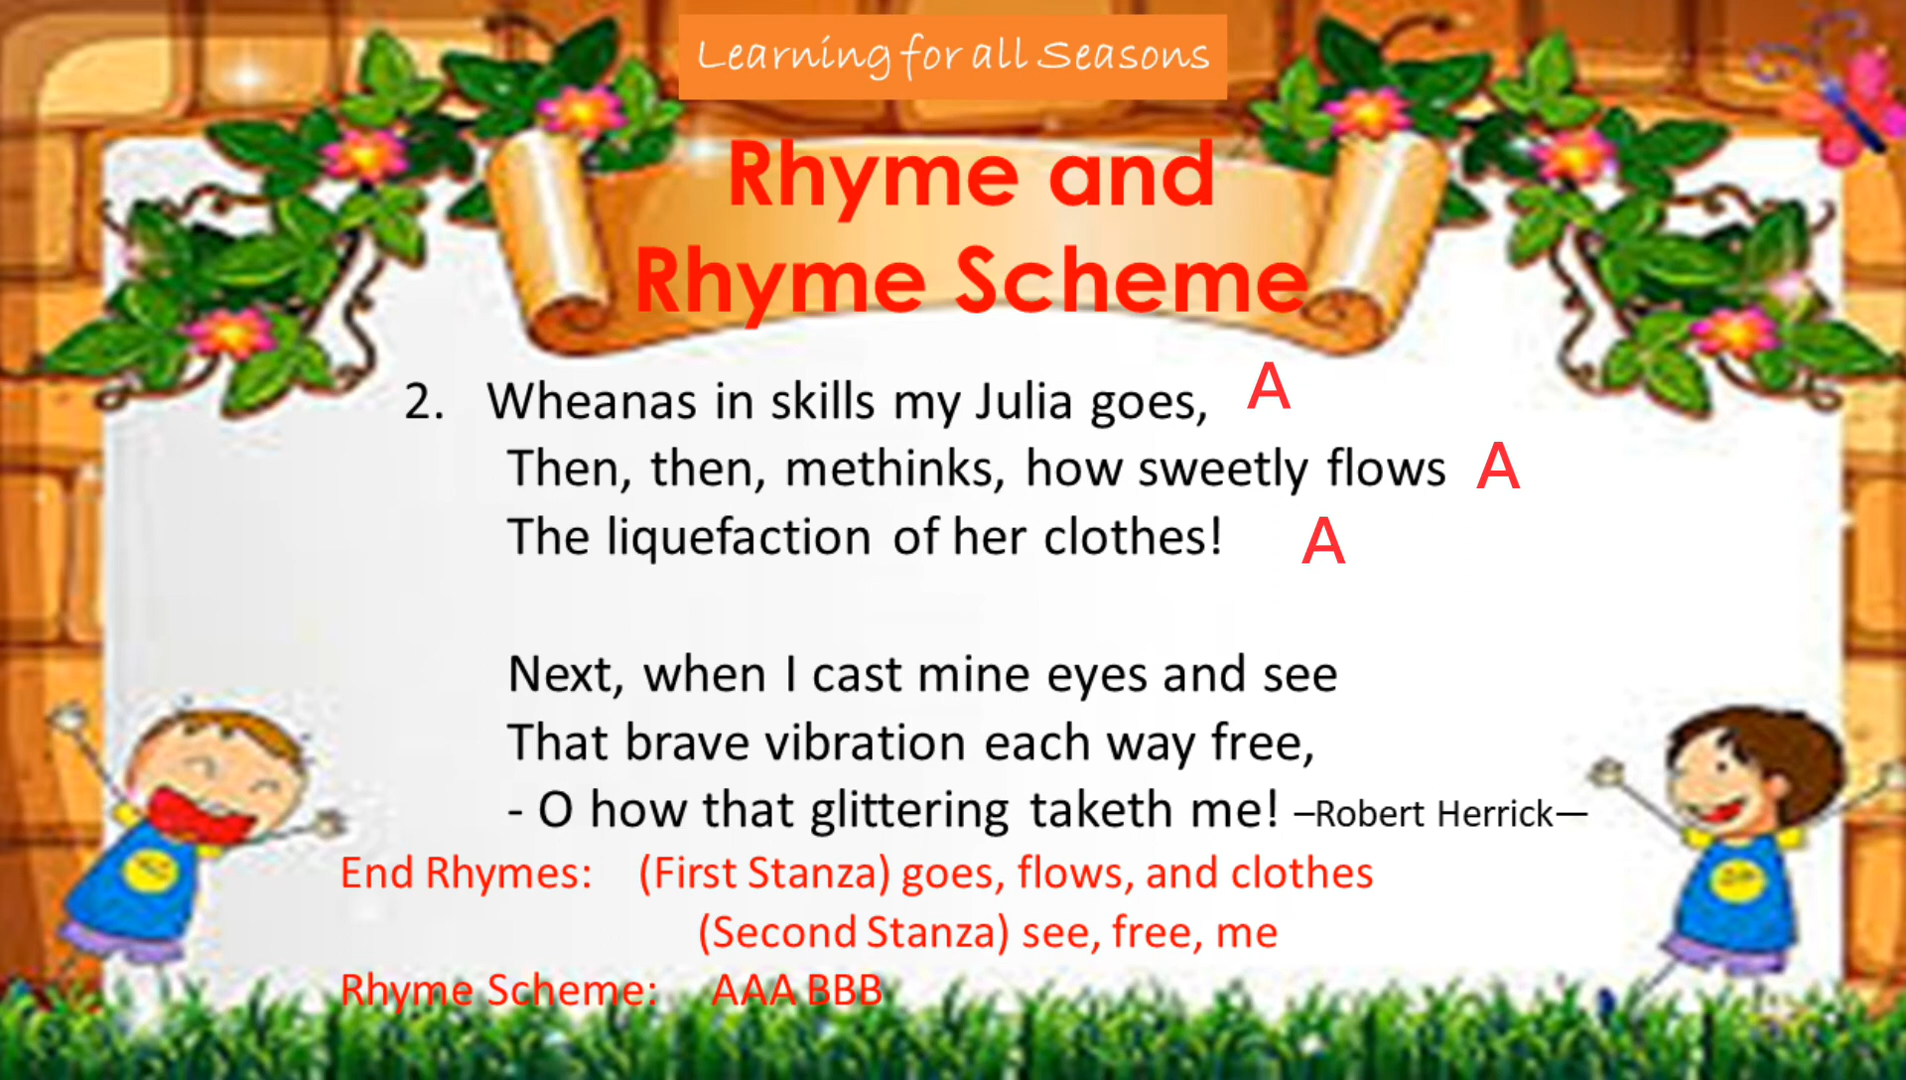 Learning for all Seasons
Rhyme and
Rhyme Scheme
2. Wheanas in skills my Julia goes, A
Then, then, methinks, how sweetly flows A
The liquefaction of her clothes! A
Next, when I cast mine eyes and see
That brave vibration each way free,
- O how that glittering taketh me! –Robert Herrick—
End Rhymes: (First Stanza) goes, flows, and clothes
(Second Stanza) see, free, me
Rhyme Scheme: AAA BBB